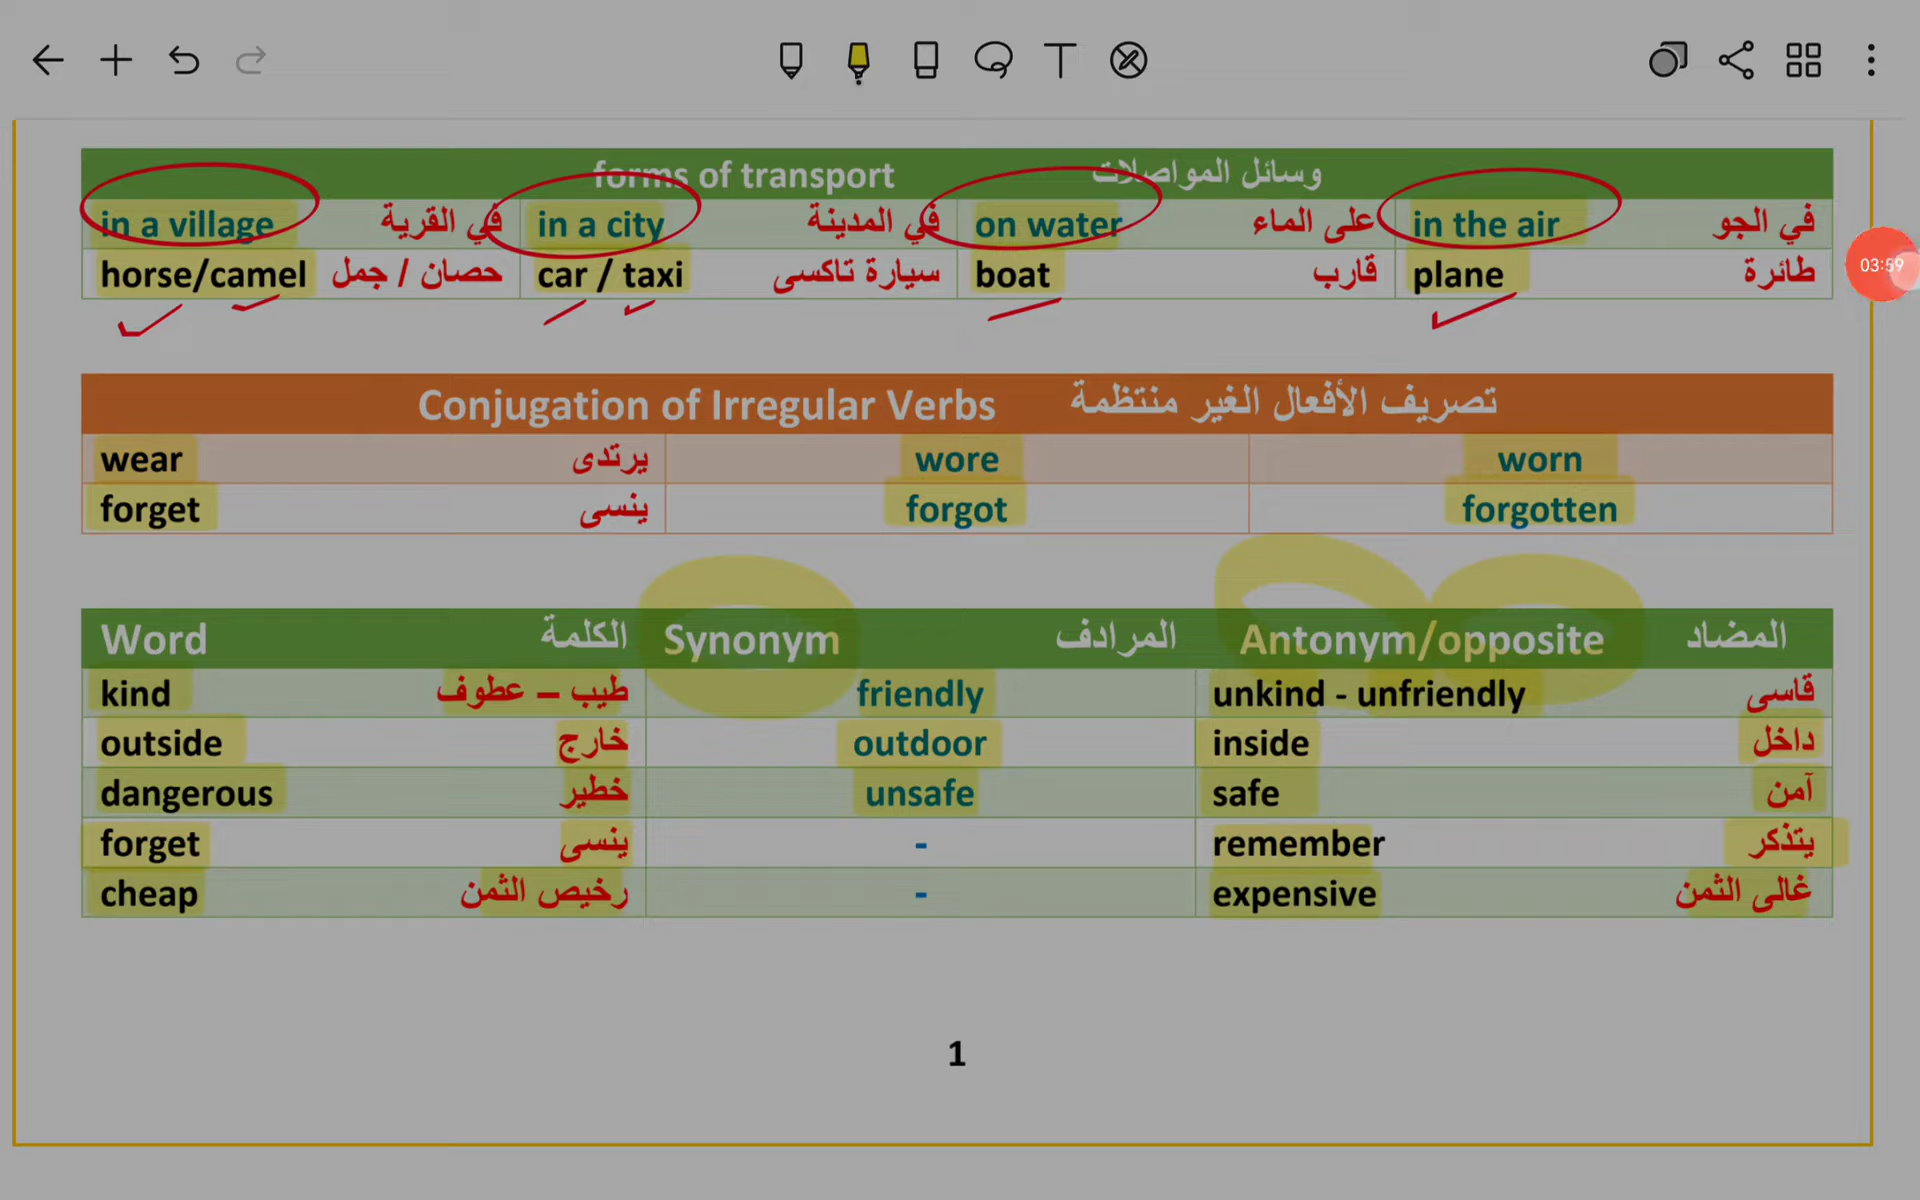 forms of transport وسائل المواصلات
in a village في القرية in a city في المدينة on water على الماء in the air في الجو
horse/camel حصان / جمل car / taxi سيارة تاكسى boat قارب plane طائرة
03:59
Conjugation of Irregular Verbs تصريف الأفعال الغير منتظمة
wear يرتدى wore worn
forget ينسى forgot forgotten
Word الكلمة Synonym المرادف Antonym/opposite المضاد
kind طيب – عطوف friendly unkind - unfriendly قاسى
outside خارج outdoor inside داخل
dangerous خطير unsafe safe آمن
forget ينسى - remember يتذكر
cheap رخيص الثمن - expensive غالى الثمن
1